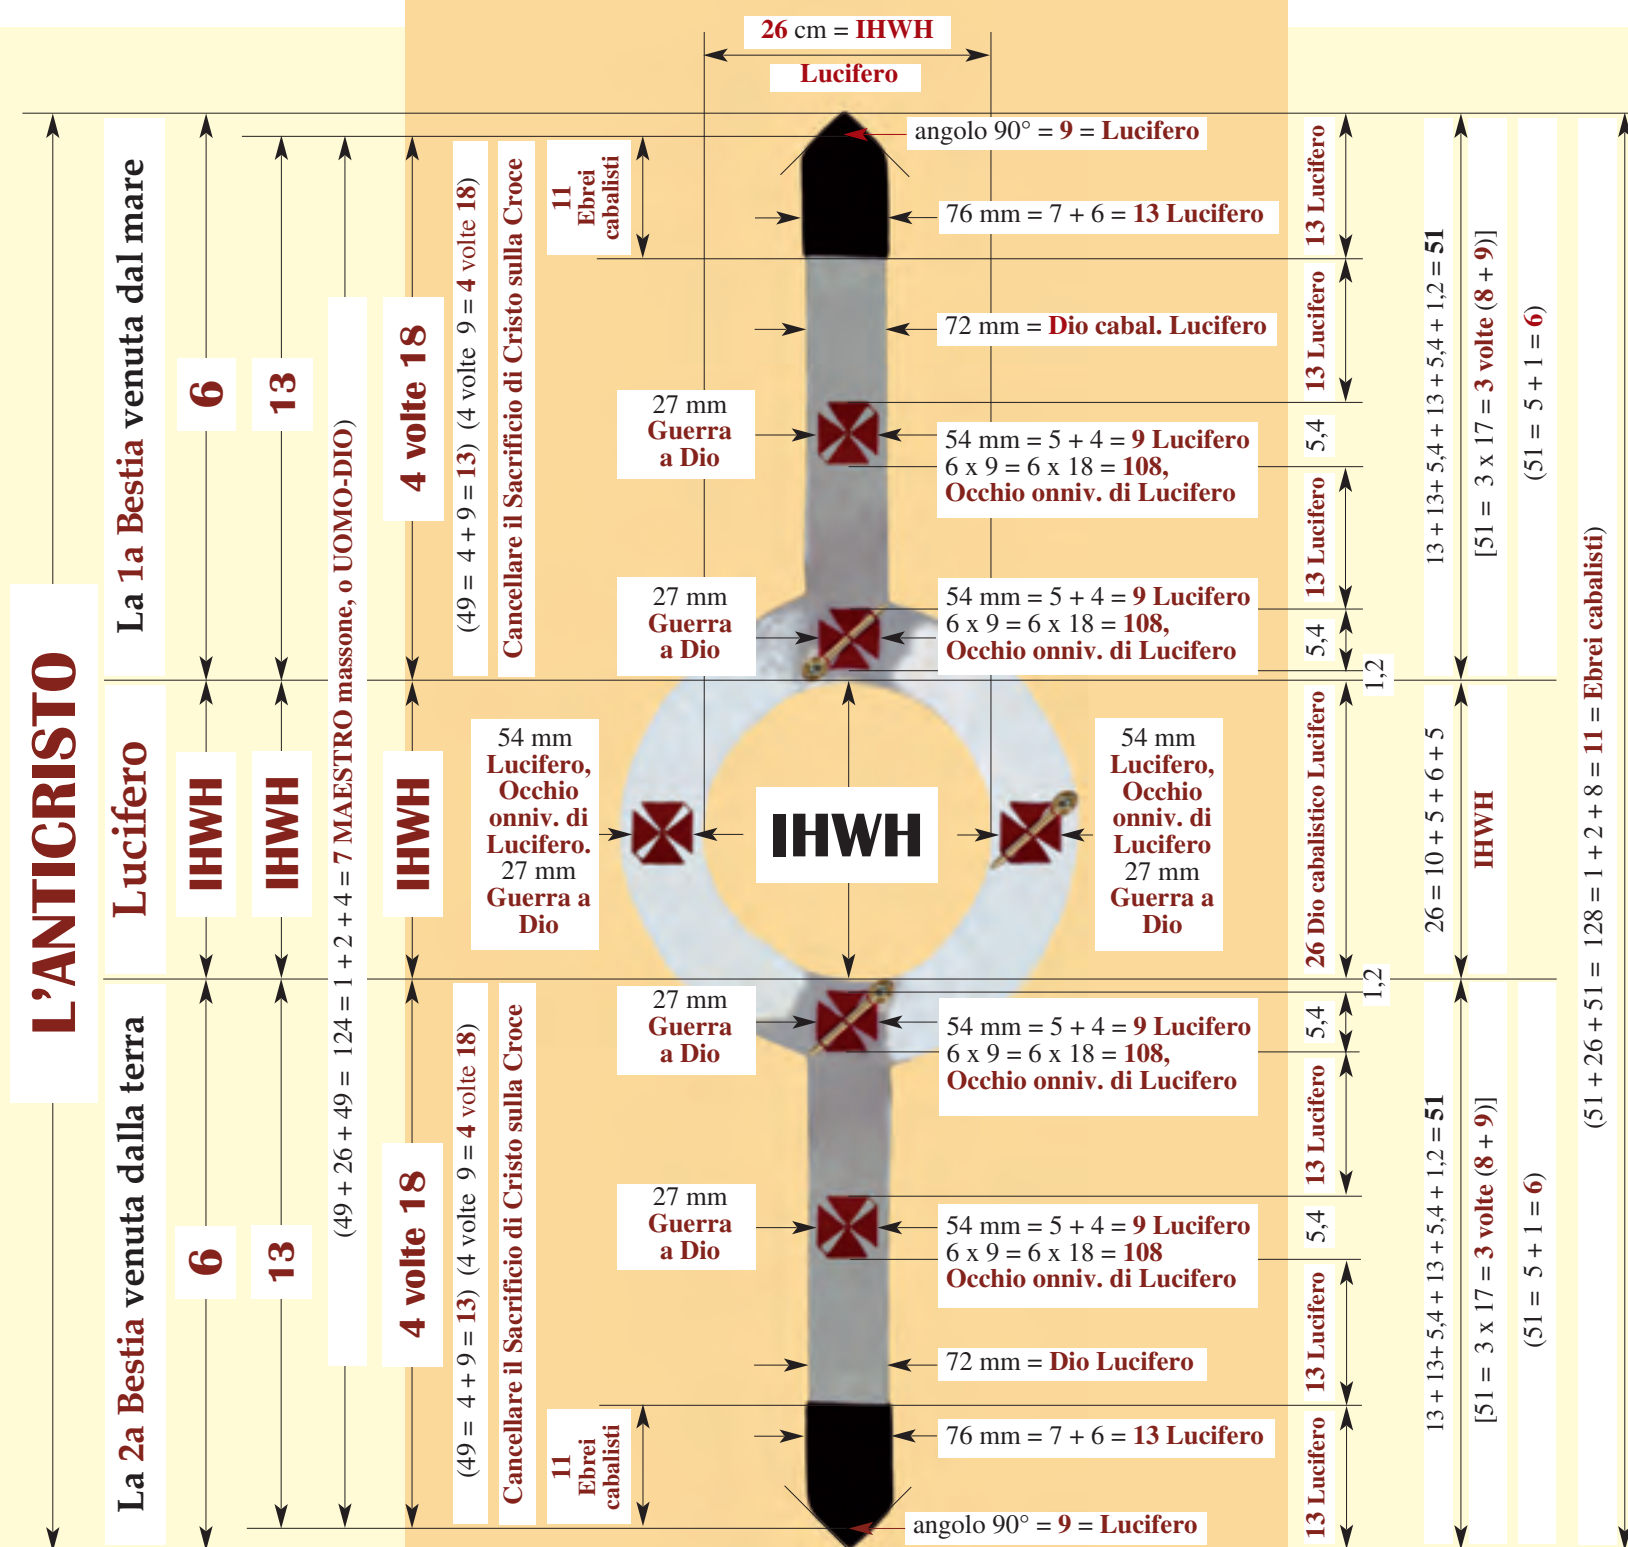 26 cm = IHWH
Lucifero
L'ANTICRISTO
La 1a Bestia venuta dal mare
Lucifero
La 2a Bestia venuta dalla terra
6
IHWH
6
13
IHWH
13
(49 + 26 + 49 = 124 = 1 + 2 + 4 = 7 MAESTRO massone, o UOMO-DIO)
4 volte 18
IHWH
4 volte 18
(49 = 4 + 9 = 13) (4 volte 9 = 4 volte 18)
Cancellare il Sacrificio di Cristo sulla Croce
11
Ebrei
cabalisti
angolo 90° = 9 = Lucifero
76 mm = 7 + 6 = 13 Lucifero
72 mm = Dio cabal. Lucifero
27 mm
Guerra
a Dio
54 mm = 5 + 4 = 9 Lucifero
6 x 9 = 6 x 18 = 108,
Occhio onniv. di Lucifero
27 mm
Guerra
a Dio
54 mm = 5 + 4 = 9 Lucifero
6 x 9 = 6 x 18 = 108,
Occhio onniv. di Lucifero
54 mm
Lucifero,
Occhio
onniv. di
Lucifero.
27 mm
Guerra a
Dio
IHWH
54 mm
Lucifero,
Occhio
onniv. di
Lucifero
27 mm
Guerra a
Dio
27 mm
Guerra
a Dio
54 mm = 5 + 4 = 9 Lucifero
6 x 9 = 6 x 18 = 108,
Occhio onniv. di Lucifero
27 mm
Guerra
a Dio
54 mm = 5 + 4 = 9 Lucifero
6 x 9 = 6 x 18 = 108
Occhio onniv. di Lucifero
72 mm = Dio Lucifero
76 mm = 7 + 6 = 13 Lucifero
angolo 90° = 9 = Lucifero
(49 = 4 + 9 = 13) (4 volte 9 = 4 volte 18)
Cancellare il Sacrificio di Cristo sulla Croce
11
Ebrei
cabalisti
13 Lucifero
13 Lucifero
5,4
13 Lucifero
5,4
1,2
26 Dio cabalistico Lucifero
1,2
5,4
13 Lucifero
5,4
13 Lucifero
13 Lucifero
13 + 13+ 5,4 + 13 + 5,4 + 1,2 = 51
[51 = 3 x 17 = 3 volte (8 + 9)]
(51 = 5 + 1 = 6)
26 = 10 + 5 + 6 + 5
IHWH
13 + 13+ 5,4 + 13 + 5,4 + 1,2 = 51
[51 = 3 x 17 = 3 volte (8 + 9)]
(51 = 5 + 1 = 6)
(51 + 26 + 51 = 128 = 1 + 2 + 8 = 11 = Ebrei cabalisti)